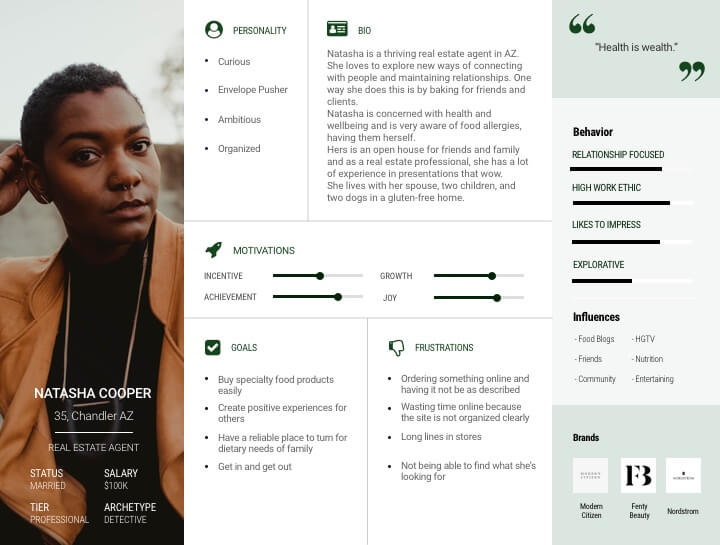 NATASHA COOPER
35, Chandler AZ
REAL ESTATE AGENT
STATUS
MARRIED
SALARY
$100K
TIER
PROFESSIONAL
ARCHETYPE
DETECTIVE
PERSONALITY
• Curious
• Envelope Pusher
• Ambitious
• Organized
BIO
Natasha is a thriving real estate agent in AZ.
She loves to explore new ways of connecting
with people and maintaining relationships. One
way she does this is by baking for friends and
clients.
Natasha is concerned with health and
wellbeing and is very aware of food allergies,
having them herself.
Hers is an open house for friends and family
and as a real estate professional, she has a lot
of experience in presentations that wow.
She lives with her spouse, two children, and
two dogs in a gluten-free home.
MOTIVATIONS
INCENTIVE
GROWTH
ACHIEVEMENT
JOY
GOALS
• Buy specialty food products
easily
• Create positive experiences for
others
• Have a reliable place to turn for
dietary needs of family
• Get in and get out
FRUSTRATIONS
• Ordering something online and
having it not be as described
• Wasting time online because
the site is not organized clearly
• Long lines in stores
• Not being able to find what she's
looking for
“Health is wealth.”
Behavior
RELATIONSHIP FOCUSED
HIGH WORK ETHIC
LIKES TO IMPRESS
EXPLORATIVE
Influences
- Food Blogs
- HGTV
- Friends
- Nutrition
- Community
- Entertaining
Brands
MODERN
CITIZEN
FB
NORDSTROM
Modern
Citizen
Fenty
Beauty
Nordstrom